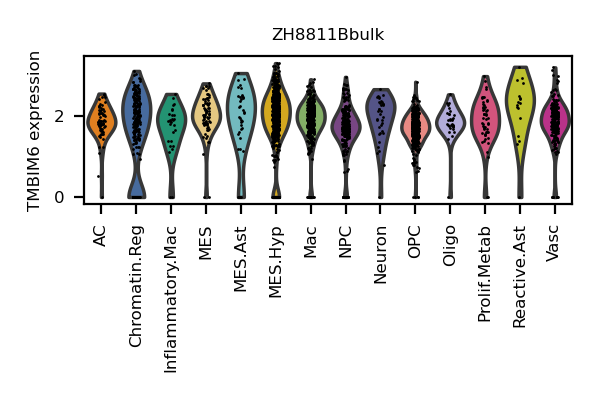 ZH8811Bbulk
TMBIM6 expression
2
0
AC
Chromatin.Reg
Inflammatory.Mac
MES
MES.Ast
MES.Hyp
Mac
NPC
Neuron
OPC
Oligo
Prolif.Metab
Reactive.Ast
Vasc